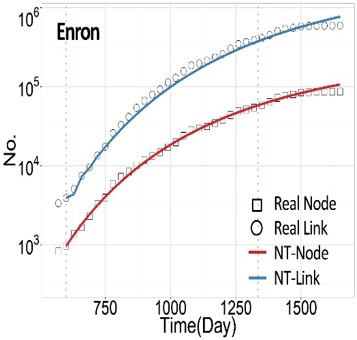 Enron
No.
10^6
10^5
10^4
10^3
Real Node
Real Link
NT-Node
NT-Link
750 1000 1250 1500
Time(Day)